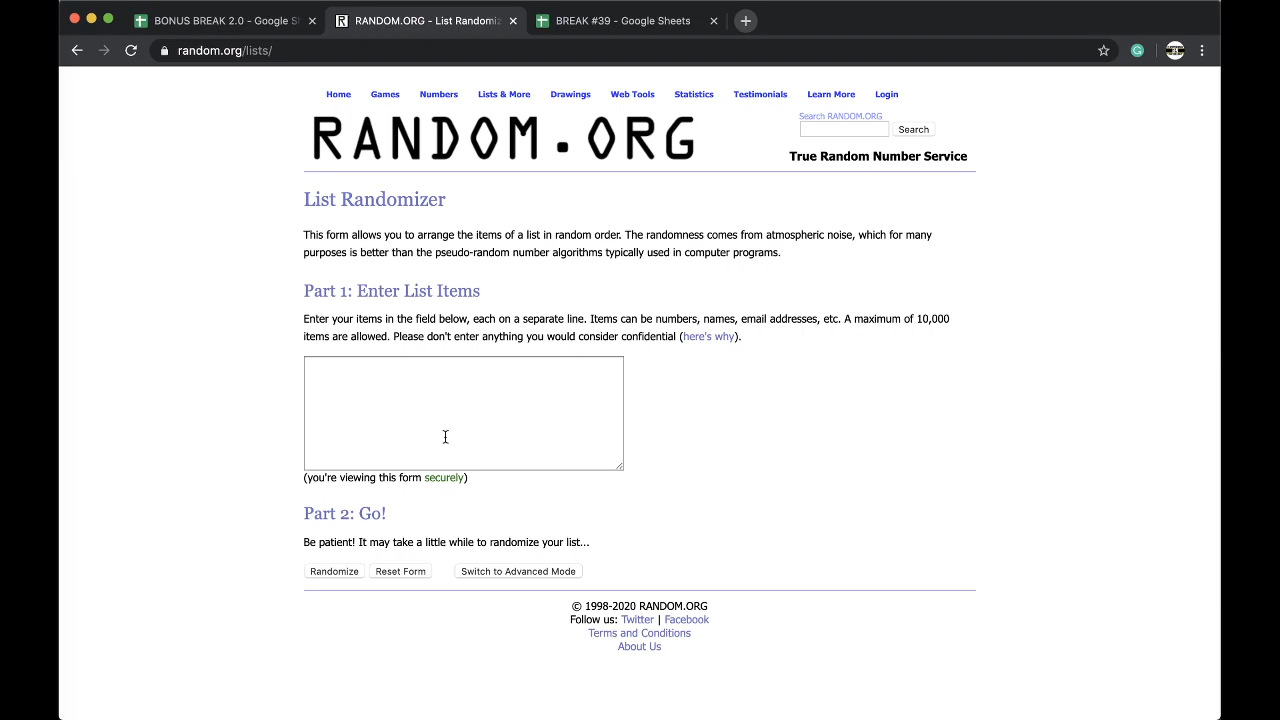 BONUS BREAK 2.0 - Google S
RANDOM.ORG - List Randomiz
BREAK #39 - Google Sheets
random.org/lists/
Home Games Numbers Lists & More Drawings Web Tools Statistics Testimonials Learn More Login
RANDOM.ORG
Search RANDOM.ORG
Search
True Random Number Service
List Randomizer
This form allows you to arrange the items of a list in random order. The randomness comes from atmospheric noise, which for many
purposes is better than the pseudo-random number algorithms typically used in computer programs.
Part 1: Enter List Items
Enter your items in the field below, each on a separate line. Items can be numbers, names, email addresses, etc. A maximum of 10,000
items are allowed. Please don't enter anything you would consider confidential (here's why).
(you're viewing this form securely)
Part 2: Go!
Be patient! It may take a little while to randomize your list...
Randomize Reset Form Switch to Advanced Mode
© 1998-2020 RANDOM.ORG
Follow us: Twitter | Facebook
Terms and Conditions
About Us